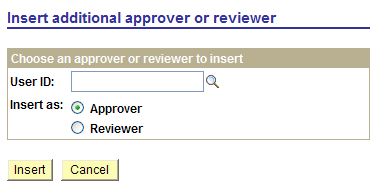 Insert additional approver or reviewer
Choose an approver or reviewer to insert
User ID:
Insert as: Approver
Reviewer
Insert Cancel